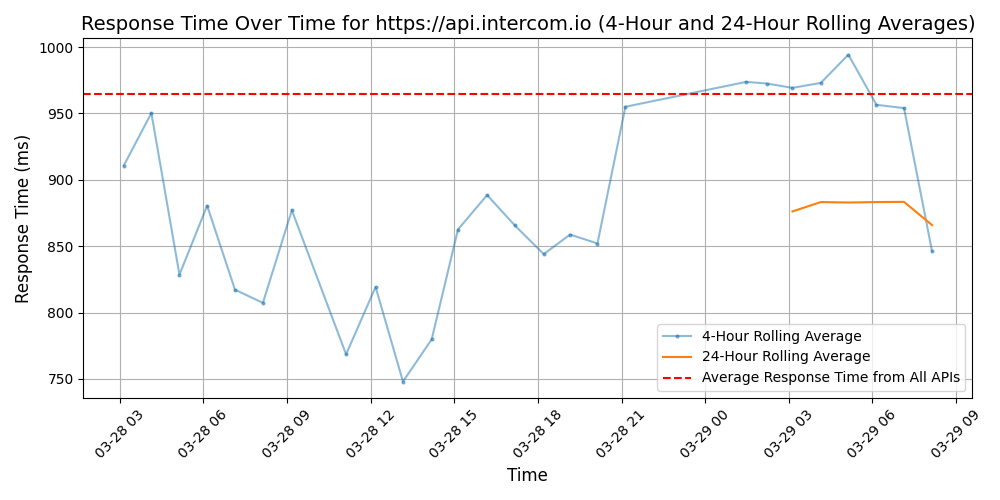 Response Time Over Time for https://api.intercom.io (4-Hour and 24-Hour Rolling Averages)
Response Time (ms)
1000
950
900
850
800
750
4-Hour Rolling Average
24-Hour Rolling Average
Average Response Time from All APIs
03-28 03
03-28 06
03-28 09
03-28 12
03-28 15
03-28 18
03-28 21
03-29 00
03-29 03
03-29 06
03-29 09
Time